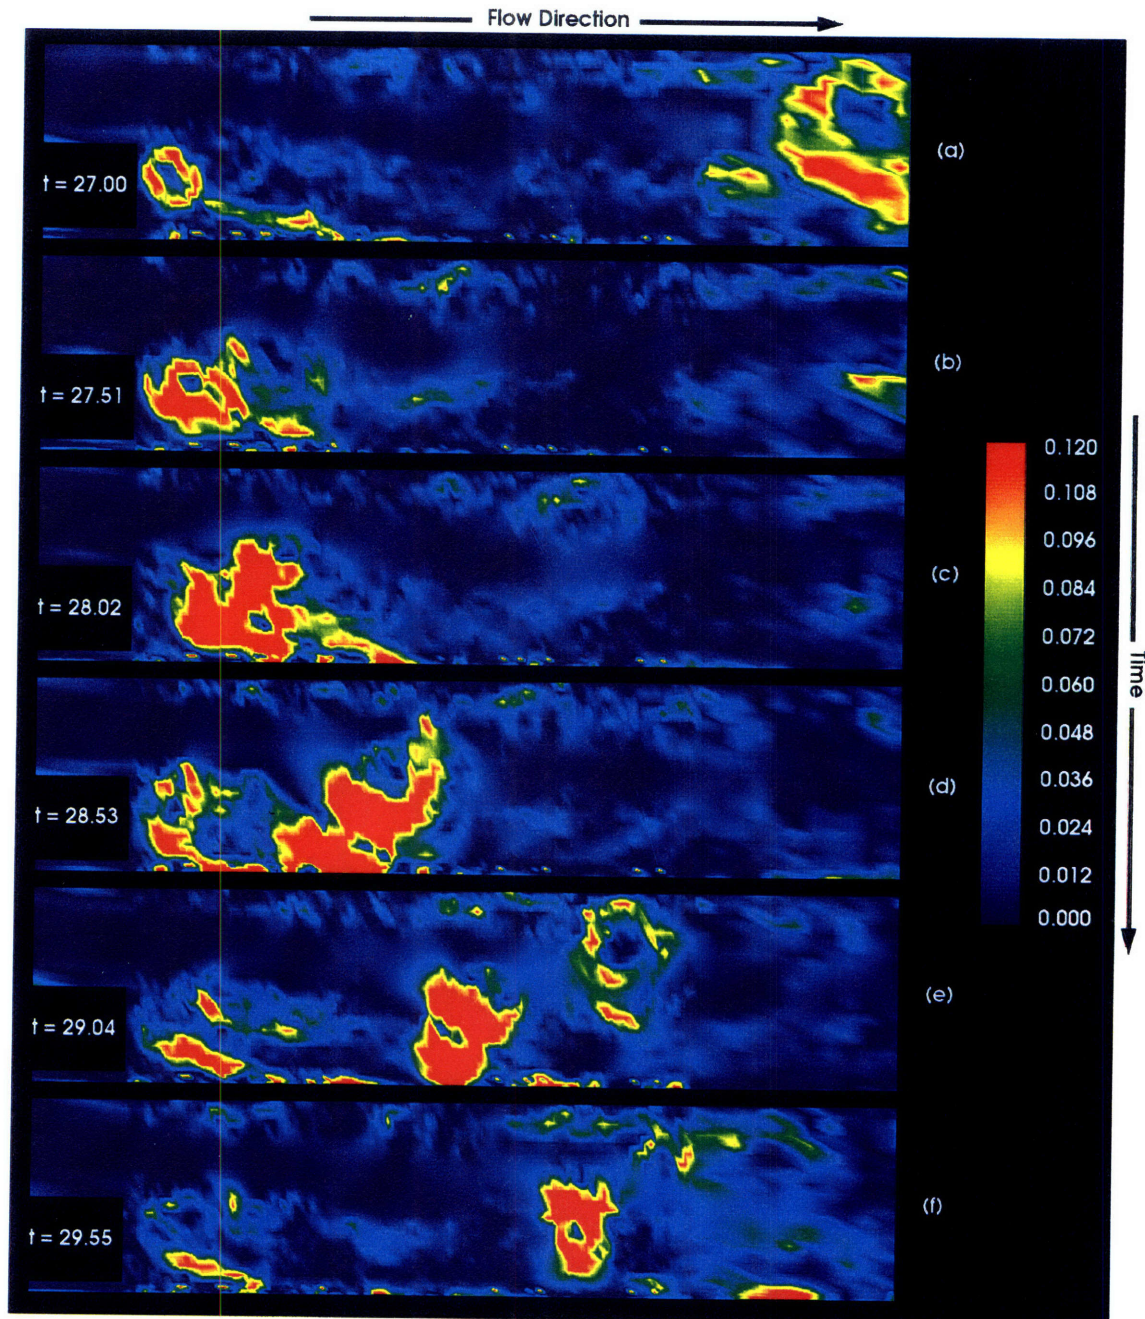 Flow Direction
t = 27.00
(a)
t = 27.51
(b)
t = 28.02
(c)
t = 28.53
(d)
t = 29.04
(e)
t = 29.55
(f)
0.120
0.108
0.096
0.084
0.072
0.060
0.048
0.036
0.024
0.012
0.000
Time